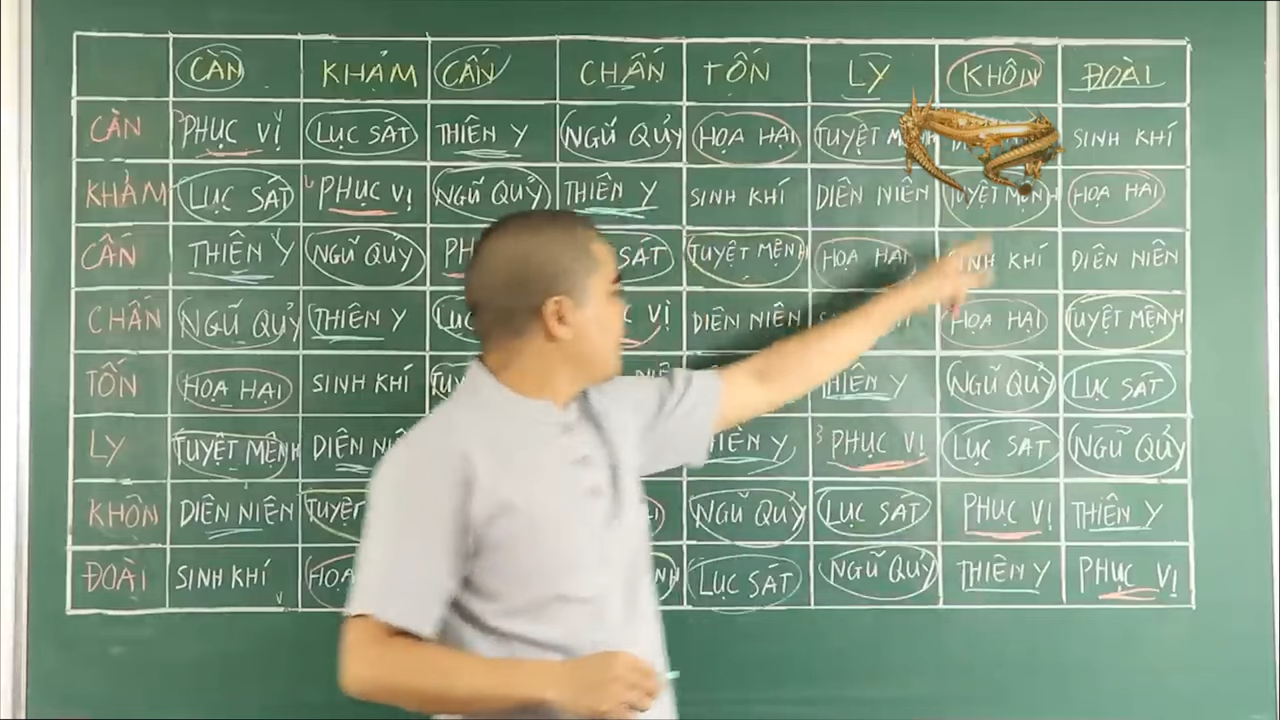 CÀN KHẢM CẤN CHẤN TỐN LY KHÔN ĐOÀI
CÀN PHỤC VỊ LỤC SÁT THIÊN Y NGŨ QUỶ HỌA HẠI TUYỆT SINH KHÍ
KHẢM LỤC SÁT PHỤC VỊ NGŨ QUỶ THIÊN Y SINH KHÍ DIÊN NIÊN TUYỆT MỆNH HỌA HẠI
CẤN THIÊN Y NGŨ QUỶ SÁT TUYỆT MỆNH HỌA HẠI KHÍ DIÊN NIÊN
CHẤN NGŨ QUỶ THIÊN Y VỊ DIÊN NIÊN HỌA HẠI TUYỆT MỆNH
TỐN HỌA HẠI SINH KHÍ Y NGŨ QUỶ LỤC SÁT
LY TUYỆT MỆNH DIÊN Y PHỤC VỊ LỤC SÁT NGŨ QUỶ
KHÔN DIÊN NIÊN TUYỆT NGŨ QUỶ LỤC SÁT PHỤC VỊ THIÊN Y
ĐOÀI SINH KHÍ LỤC SÁT NGŨ QUỶ THIÊN Y PHỤC VỊ